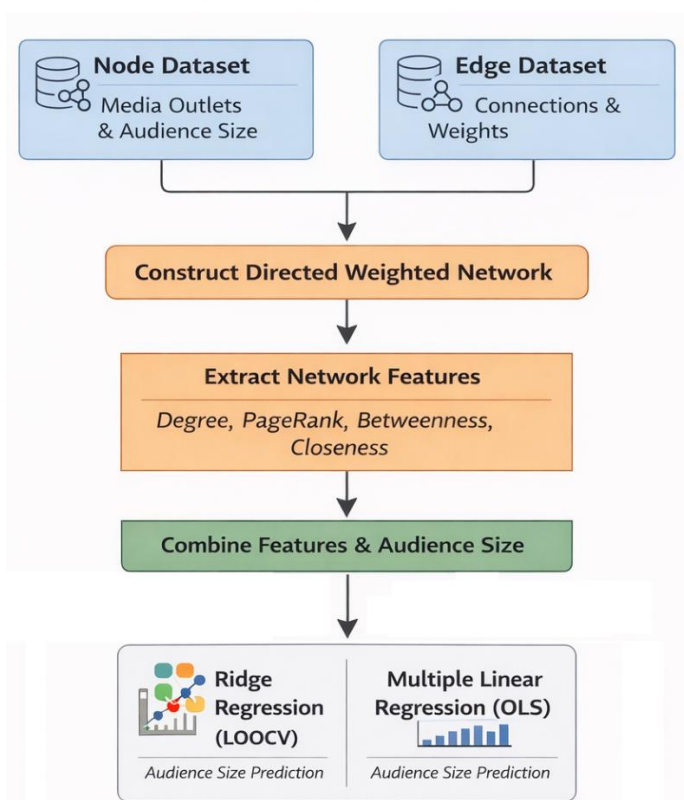 Node Dataset
Media Outlets
& Audience Size
Edge Dataset
Connections &
Weights
Construct Directed Weighted Network
Extract Network Features
Degree, PageRank, Betweenness,
Closeness
Combine Features & Audience Size
Ridge
Regression
(LOOCV)
Audience Size Prediction
Multiple Linear
Regression (OLS)
Audience Size Prediction